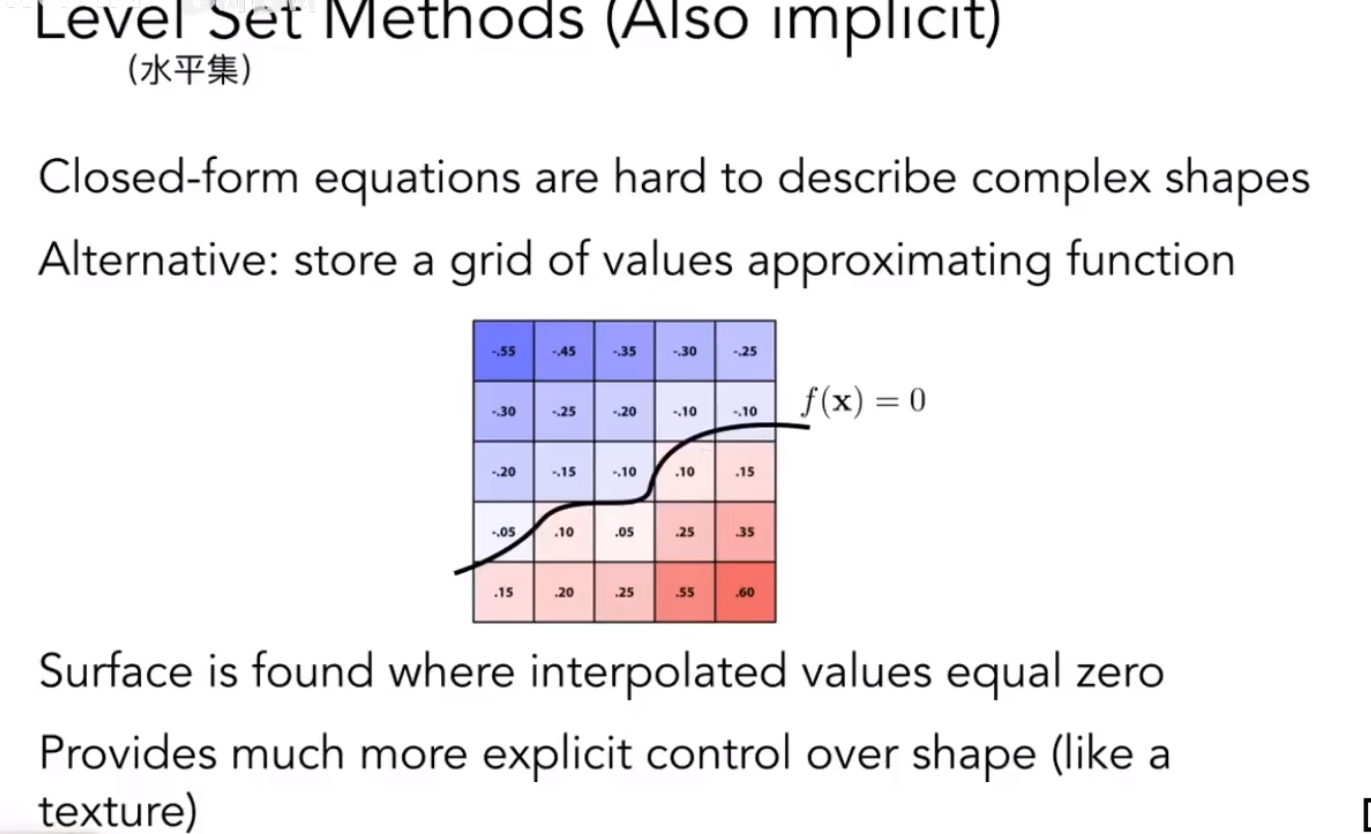 Level Set Methods (Also implicit)
(水平集)
Closed-form equations are hard to describe complex shapes
Alternative: store a grid of values approximating function
-.55 -.45 -.35 -.30 -.25
-.30 -.25 -.20 -.10 -.10 f(x) = 0
-.20 -.15 -.10 .10 .15
-.05 .10 .05 .25 .35
.15 .20 .25 .55 .60
Surface is found where interpolated values equal zero
Provides much more explicit control over shape (like a
texture)